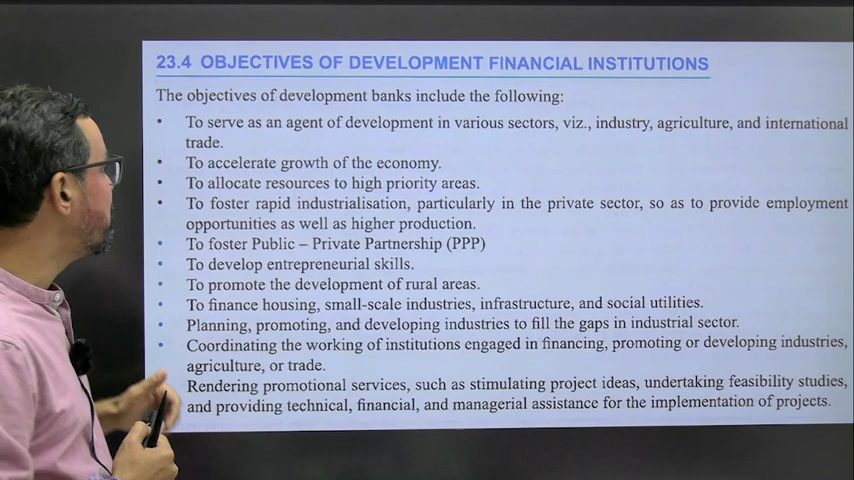 23.4 OBJECTIVES OF DEVELOPMENT FINANCIAL INSTITUTIONS
The objectives of development banks include the following:
• To serve as an agent of development in various sectors, viz., industry, agriculture, and international
trade.
• To accelerate growth of the economy.
• To allocate resources to high priority areas.
• To foster rapid industrialisation, particularly in the private sector, so as to provide employment
opportunities as well as higher production.
• To foster Public – Private Partnership (PPP)
• To develop entrepreneurial skills.
• To promote the development of rural areas.
• To finance housing, small-scale industries, infrastructure, and social utilities.
• Planning, promoting, and developing industries to fill the gaps in industrial sector.
• Coordinating the working of institutions engaged in financing, promoting or developing industries,
agriculture, or trade.
Rendering promotional services, such as stimulating project ideas, undertaking feasibility studies,
and providing technical, financial, and managerial assistance for the implementation of projects.